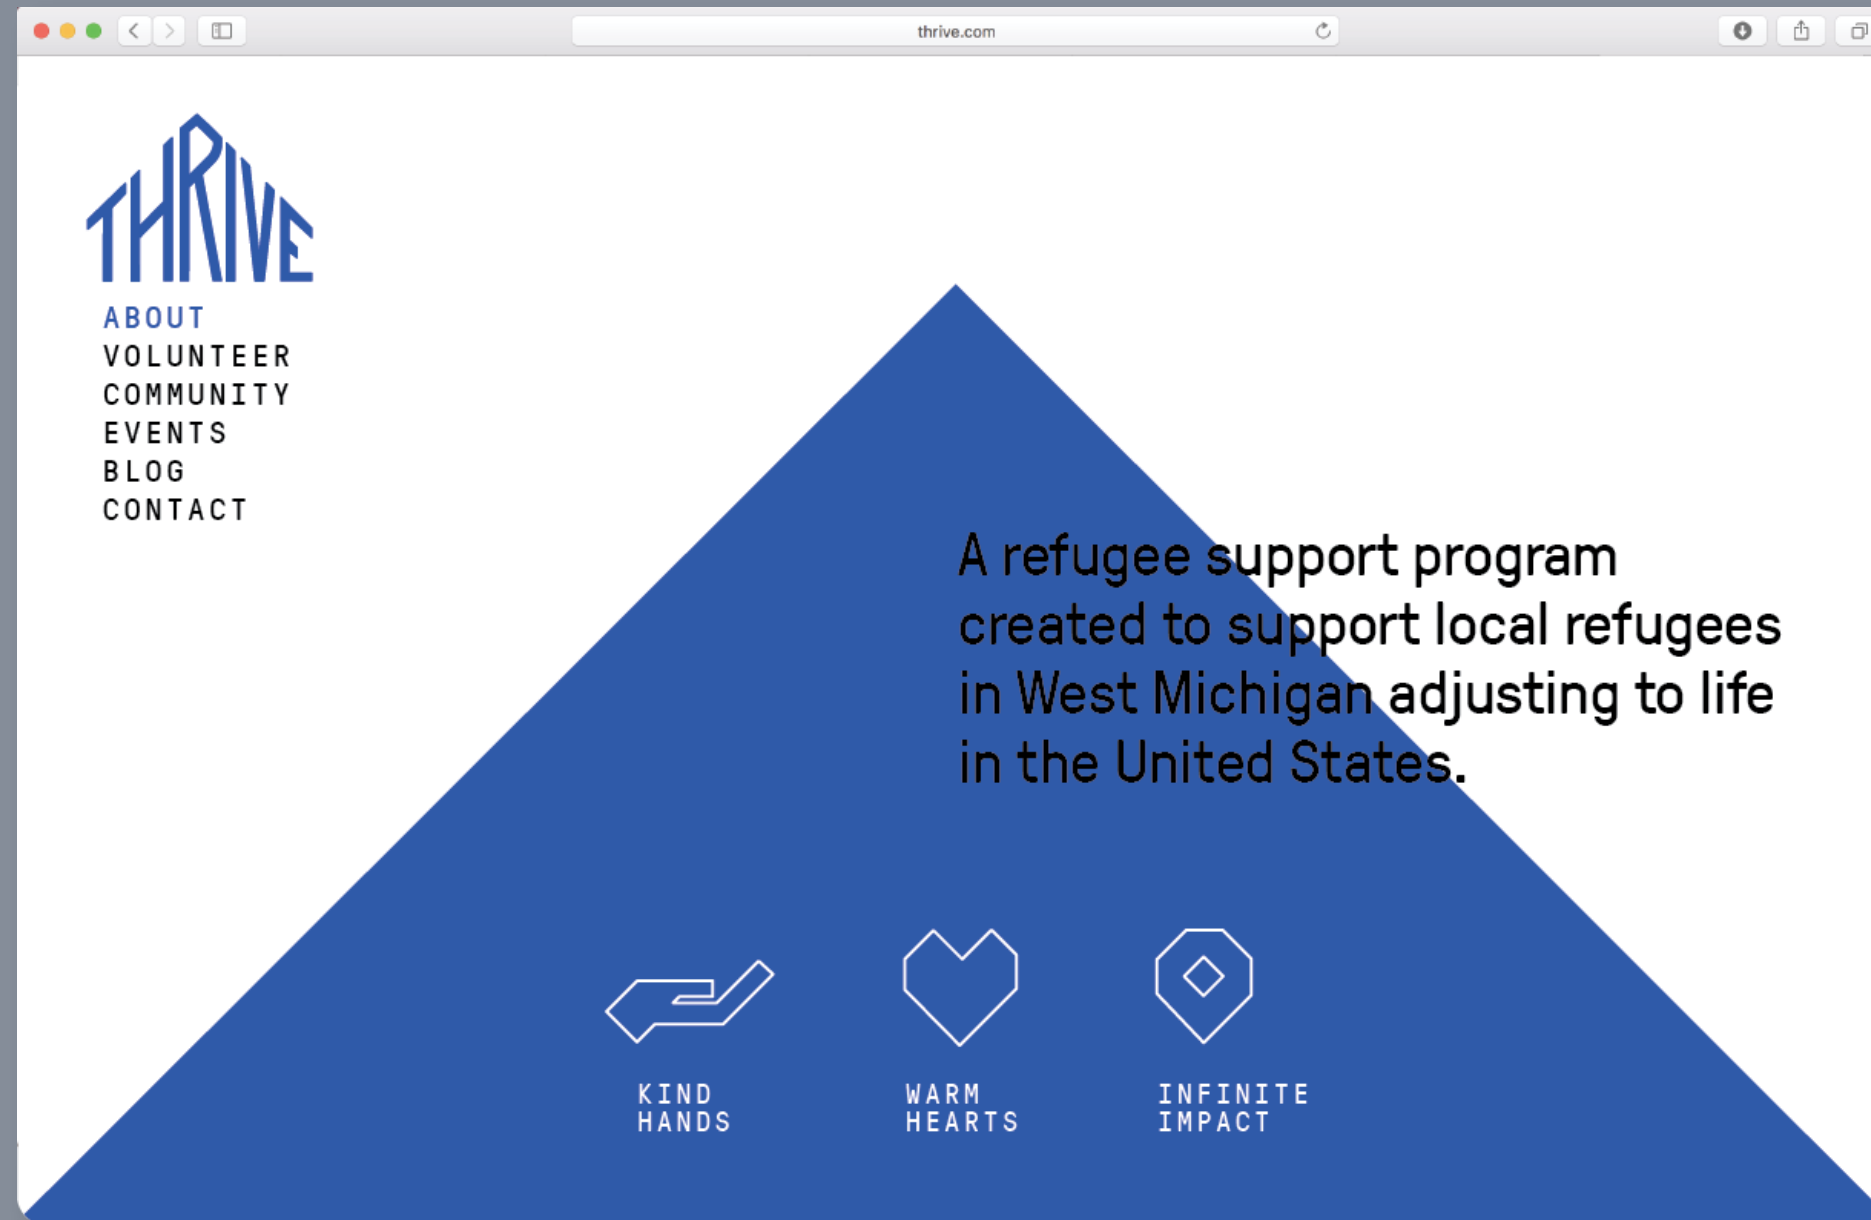 thrive.com
THRIVE
ABOUT
VOLUNTEER
COMMUNITY
EVENTS
BLOG
CONTACT
A refugee support program
created to support local refugees
in West Michigan adjusting to life
in the United States.
KIND
HANDS
WARM
HEARTS
INFINITE
IMPACT